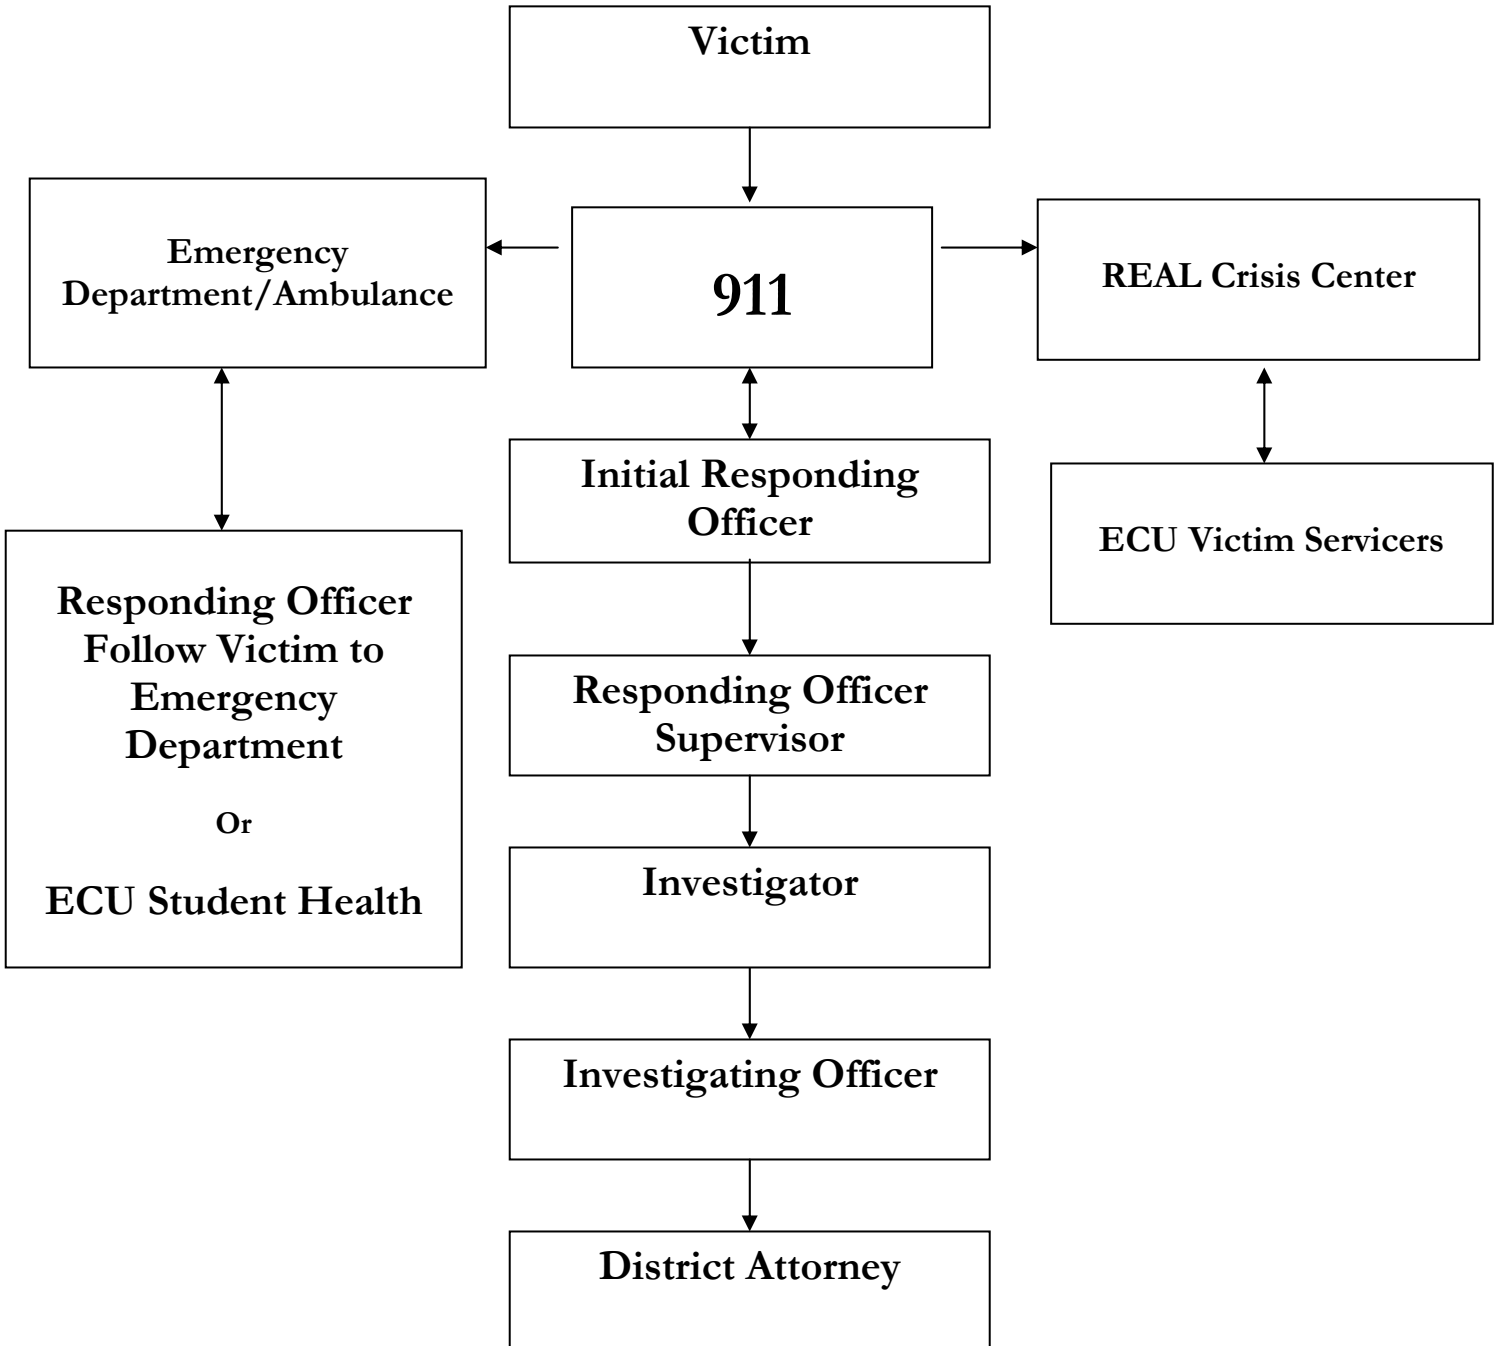 Victim
Emergency
Department/Ambulance
911
REAL Crisis Center
Initial Responding
Officer
ECU Victim Servicers
Responding Officer
Follow Victim to
Emergency
Department
Or
ECU Student Health
Responding Officer
Supervisor
Investigator
Investigating Officer
District Attorney